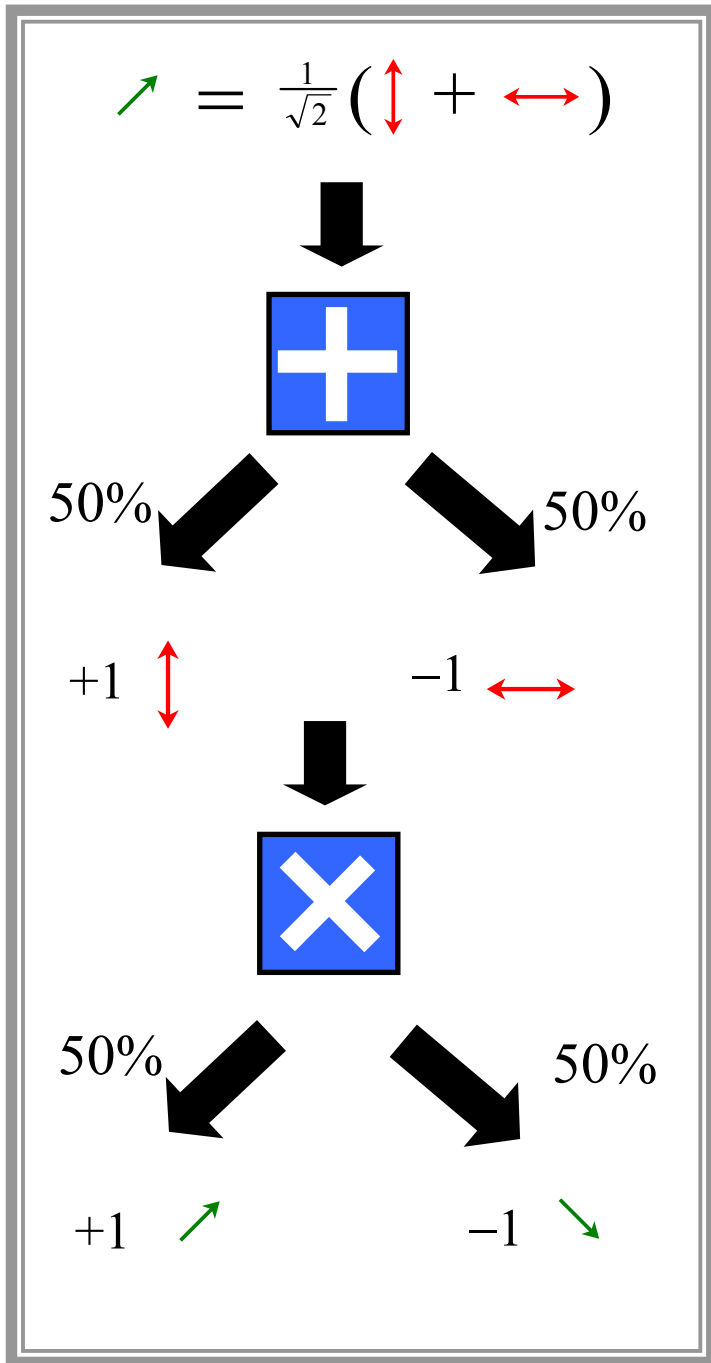 ↗ = 1/√2 (↕ + ↔)
50% 50%
+1 ↕ −1 ↔
50% 50%
+1 ↗ −1 ↘